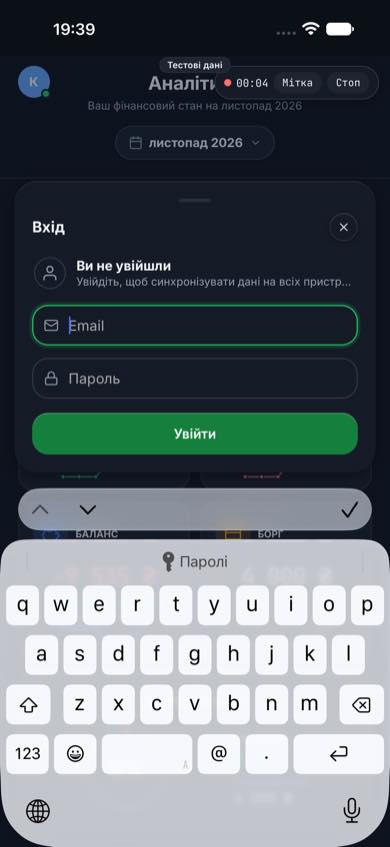 19:39
Тестові дані
K
00:04
Мітка
Стоп
Ваш фінансовий стан на листопад 2026
листопад 2026
Вхід
Ви не увійшли
Увійдіть, щоб синхронізувати дані на всіх пристр...
Email
Пароль
Увійти
БАЛАНС
БОРГ
Паролі
q w e r t y u i o p
a s d f g h j k l
z x c v b n m
123
@
.